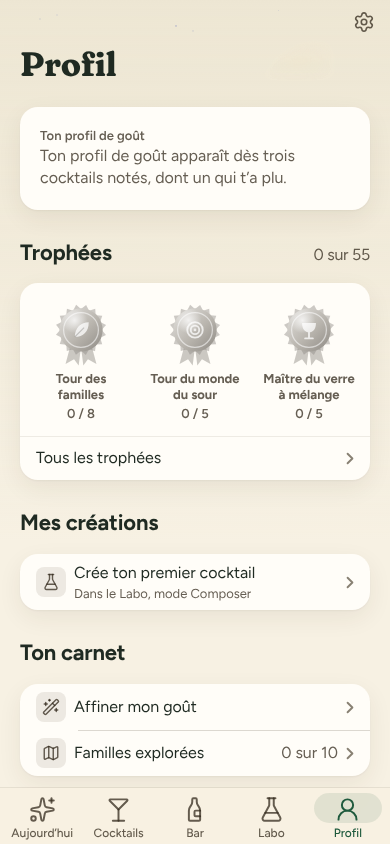 Profil
Ton profil de goût
Ton profil de goût apparaît dès trois
cocktails notés, dont un qui t’a plu.
Trophées
0 sur 55
Tour des
familles
0 / 8
Tour du monde
du sour
0 / 5
Maître du verre
à mélange
0 / 5
Tous les trophées
Mes créations
Crée ton premier cocktail
Dans le Labo, mode Composer
Ton carnet
Affiner mon goût
Familles explorées
0 sur 10
Aujourd’hui
Cocktails
Bar
Labo
Profil